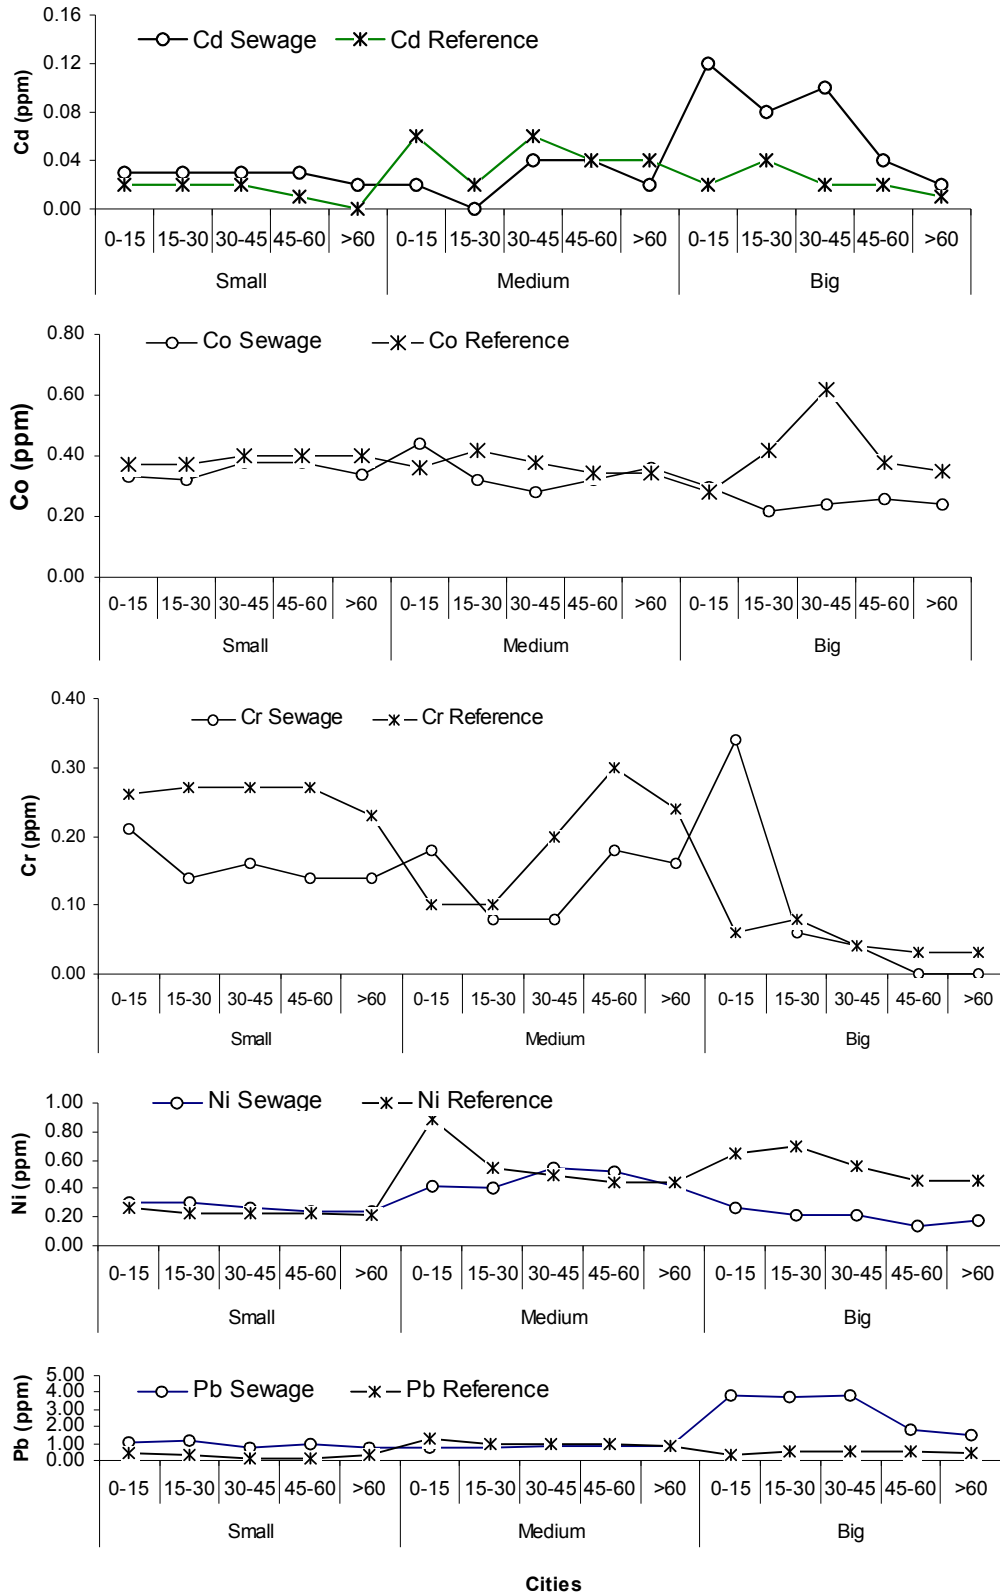 0.16
Cd Sewage Cd Reference
0.12
Cd (ppm)
0.08
0.04
0.00
0-15 15-30 30-45 45-60 >60 0-15 15-30 30-45 45-60 >60 0-15 15-30 30-45 45-60 >60
Small Medium Big
0.80
Co Sewage Co Reference
0.60
Co (ppm)
0.40
0.20
0.00
0-15 15-30 30-45 45-60 >60 0-15 15-30 30-45 45-60 >60 0-15 15-30 30-45 45-60 >60
Small Medium Big
0.40
Cr Sewage Cr Reference
0.30
Cr (ppm)
0.20
0.10
0.00
0-15 15-30 30-45 45-60 >60 0-15 15-30 30-45 45-60 >60 0-15 15-30 30-45 45-60 >60
Small Medium Big
1.00
Ni Sewage Ni Reference
0.80
0.60
Ni (ppm)
0.40
0.20
0.00
0-15 15-30 30-45 45-60 >60 0-15 15-30 30-45 45-60 >60 0-15 15-30 30-45 45-60 >60
Small Medium Big
5.00
Pb Sewage Pb Reference
4.00
3.00
Pb (ppm)
2.00
1.00
0.00
0-15 15-30 30-45 45-60 >60 0-15 15-30 30-45 45-60 >60 0-15 15-30 30-45 45-60 >60
Small Medium Big
Cities